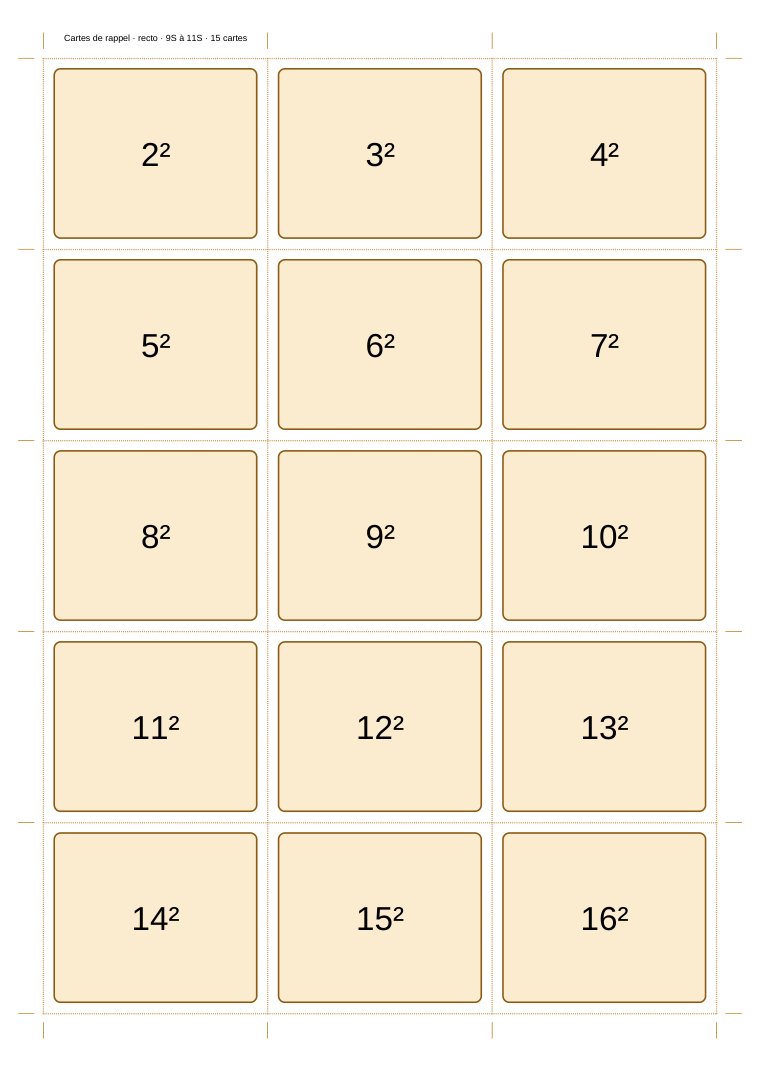 Cartes de rappel · recto · 9S à 11S · 15 cartes
2² 3² 4²
5² 6² 7²
8² 9² 10²
11² 12² 13²
14² 15² 16²